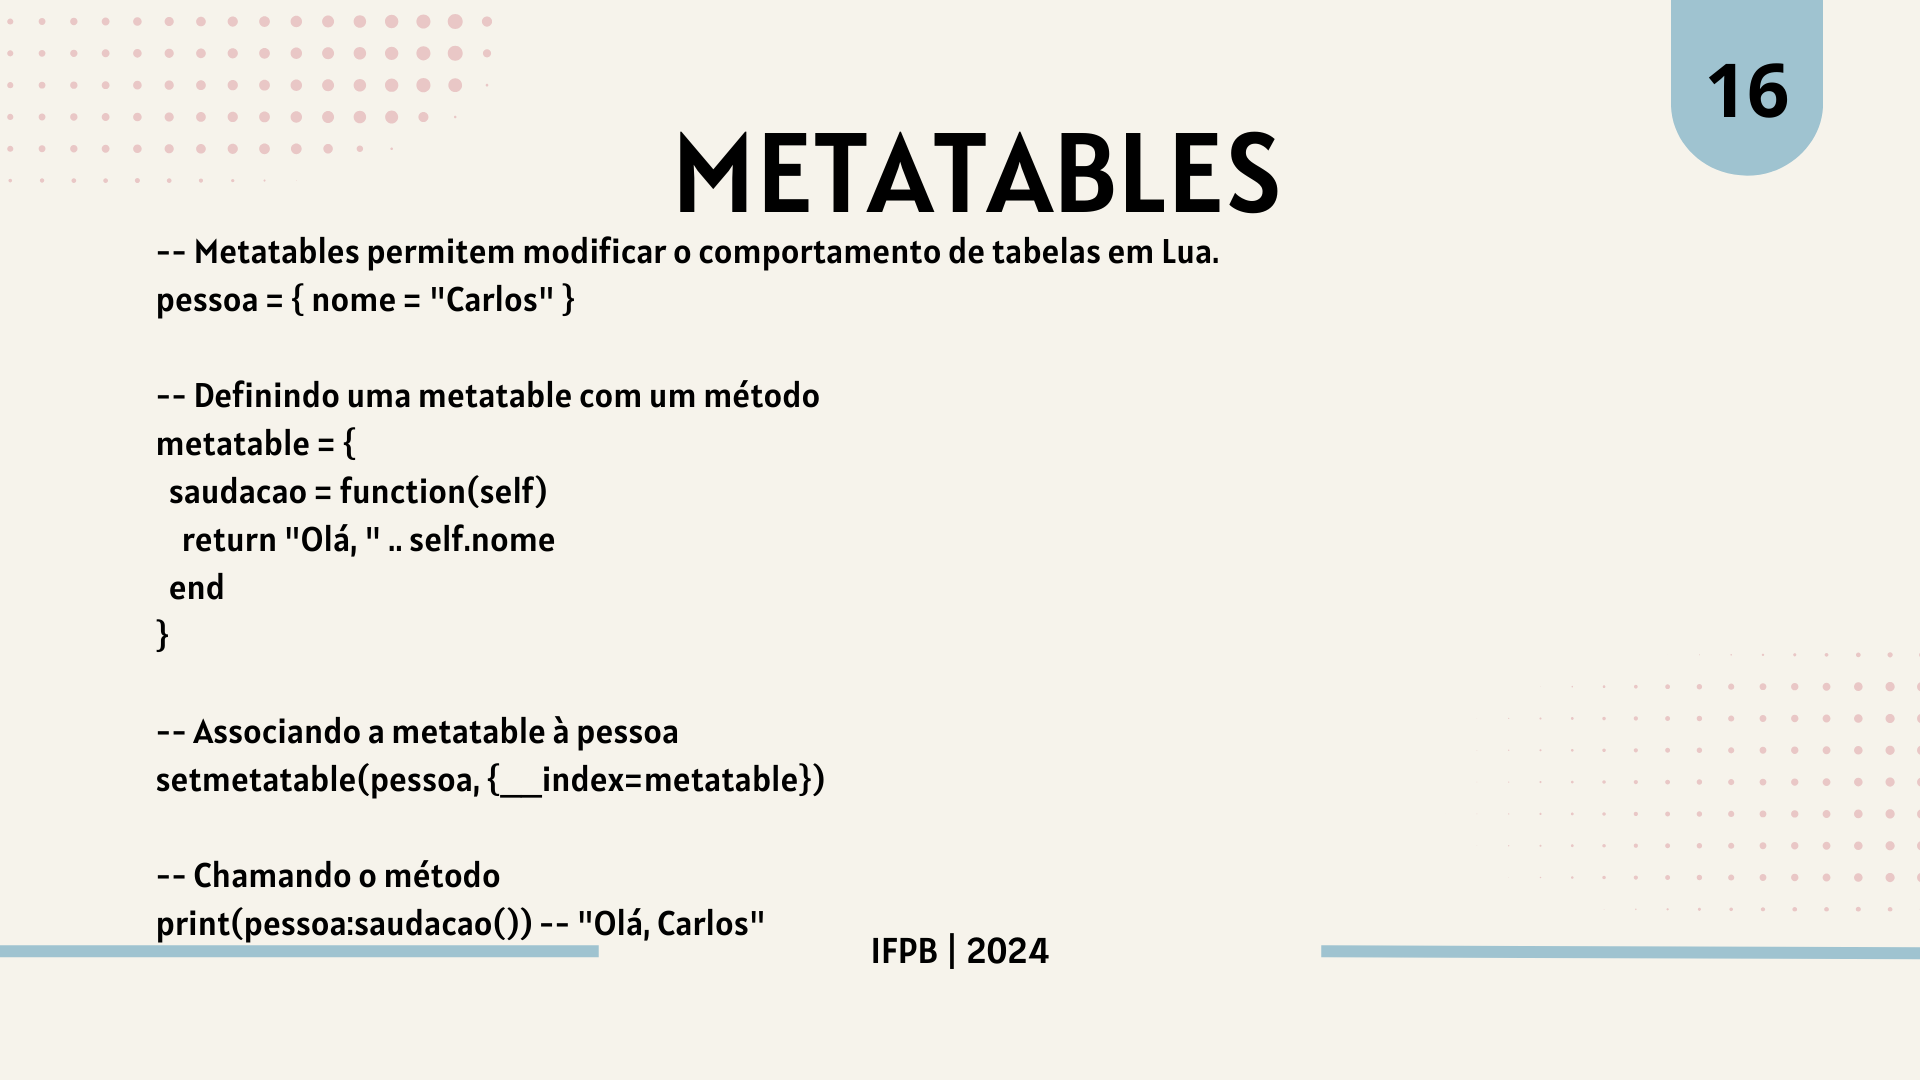 16
METATABLES
-- Metatables permitem modificar o comportamento de tabelas em Lua.
pessoa = { nome = "Carlos" }
-- Definindo uma metatable com um método
metatable = {
saudacao = function(self)
return "Olá, " .. self.nome
end
}
-- Associando a metatable à pessoa
setmetatable(pessoa, {__index=metatable})
-- Chamando o método
print(pessoa:saudacao()) -- "Olá, Carlos"
IFPB | 2024